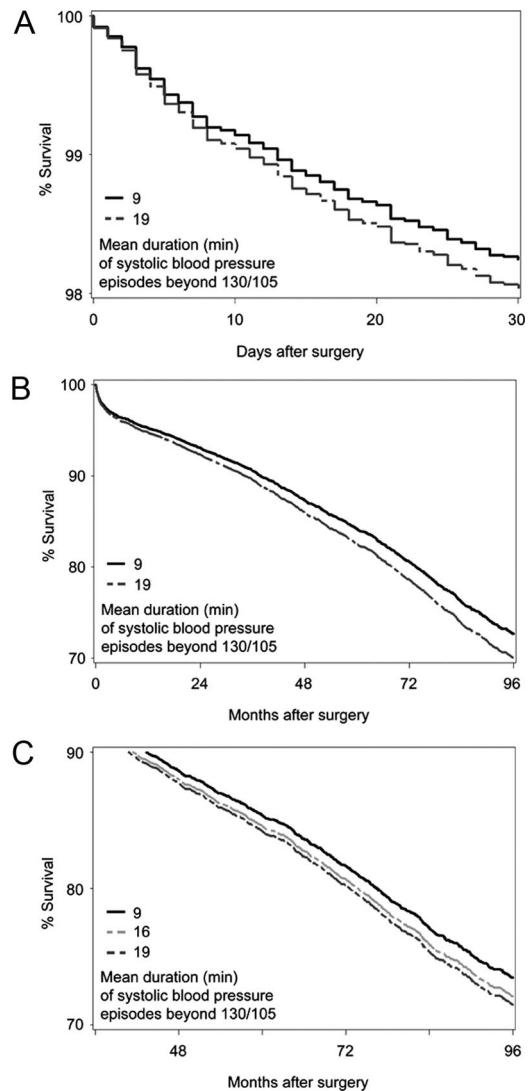 A
100
99
98
% Survival
9
19
Mean duration (min)
of systolic blood pressure
episodes beyond 130/105
0
10
20
30
Days after surgery
B
100
90
80
70
% Survival
9
19
Mean duration (min)
of systolic blood pressure
episodes beyond 130/105
0
24
48
72
96
Months after surgery
C
90
80
70
% Survival
9
16
19
Mean duration (min)
of systolic blood pressure
episodes beyond 130/105
48
72
96
Months after surgery